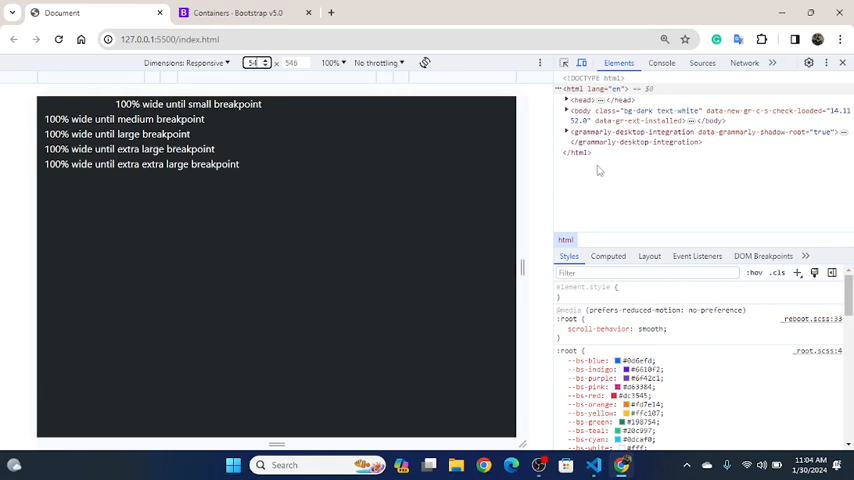 Document
Containers - Bootstrap v5.0
127.0.0.1:5500/index.html
Dimensions: Responsive
54
546
100%
No throttling
Elements
Console
Sources
Network
100% wide until small breakpoint
100% wide until medium breakpoint
100% wide until large breakpoint
100% wide until extra large breakpoint
100% wide until extra extra large breakpoint
<!DOCTYPE html>
<html lang="en"> == $0
<head> </head>
<body class="bg-dark text-white" data-new-gr-c-s-check-loaded="14.11
52.0" data-gr-ext-installed> </body>
<grammarly-desktop-integration data-grammarly-shadow-root="true">
</grammarly-desktop-integration>
</html>
html
Styles
Computed
Layout
Event Listeners
DOM Breakpoints
Filter
:hov
.cls
element.style {
}
@media (prefers-reduced-motion: no-preference)
:root {
_reboot.scss:33
scroll-behavior: smooth;
}
:root {
_root.scss:4
--bs-blue: #0d6efd;
--bs-indigo: #6610f2;
--bs-purple: #6f42c1;
--bs-pink: #d63384;
--bs-red: #dc3545;
--bs-orange: #fd7e14;
--bs-yellow: #ffc107;
--bs-green: #198754;
--bs-teal: #20c997;
--bs-cyan: #0dcaf0;
--bs-white: #fff;
Search
11:04 AM
1/30/2024